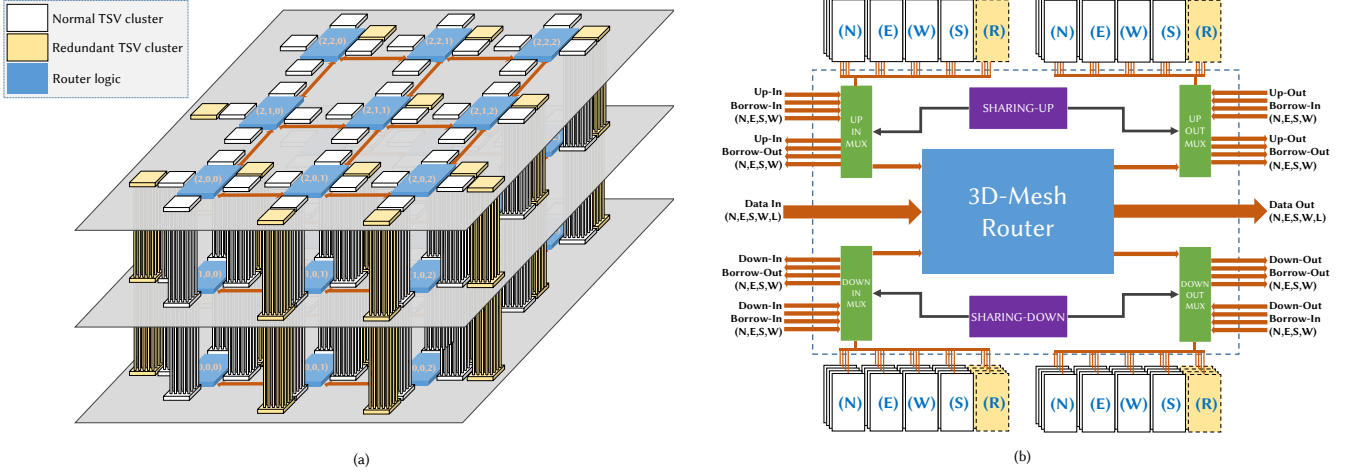 Normal TSV cluster
Redundant TSV cluster
Router logic
(2,2,0)
(2,2,1)
(2,2,2)
(2,1,0)
(2,1,1)
(2,1,2)
(2,0,0)
(2,0,1)
(2,0,2)
1,0,0)
1,0,1)
1,0,2)
0,0,0)
0,0,1)
0,0,2)
(a)
(N) (E) (W) (S) (R)
(N) (E) (W) (S) (R)
Up-In
Borrow-In
(N,E,S,W)
Up-In
Borrow-Out
(N,E,S,W)
UP
IN
MUX
SHARING-UP
UP
OUT
MUX
Up-Out
Borrow-In
(N,E,S,W)
Up-Out
Borrow-Out
(N,E,S,W)
Data In
(N,E,S,W,L)
3D-Mesh
Router
Data Out
(N,E,S,W,L)
Down-In
Borrow-Out
(N,E,S,W)
Down-In
Borrow-In
(N,E,S,W)
DOWN
IN
MUX
SHARING-DOWN
DOWN
OUT
MUX
Down-Out
Borrow-Out
(N,E,S,W)
Down-Out
Borrow-In
(N,E,S,W)
(N) (E) (W) (S) (R)
(N) (E) (W) (S) (R)
(b)